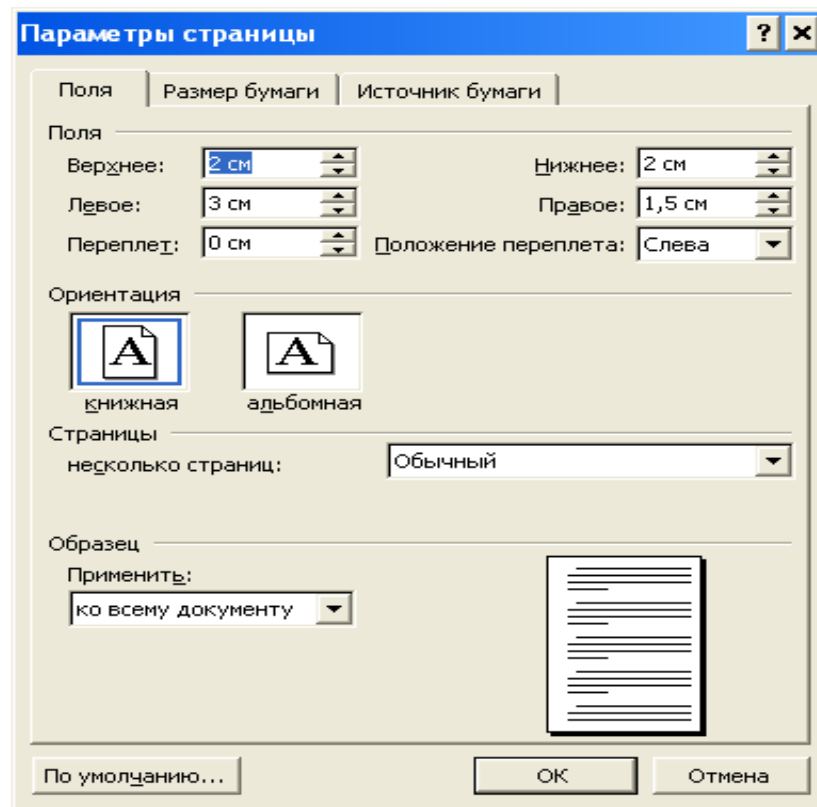 Параметры страницы ? ×
Поля Размер бумаги Источник бумаги
Поля
Верхнее: 2 см Нижнее: 2 см
Левое: 3 см Правое: 1,5 см
Переплет: 0 см Положение переплета: Слева
Ориентация
A A
книжная альбомная
Страницы
несколько страниц: Обычный
Образец
Применить:
ко всему документу
По умолчанию... ОК Отмена